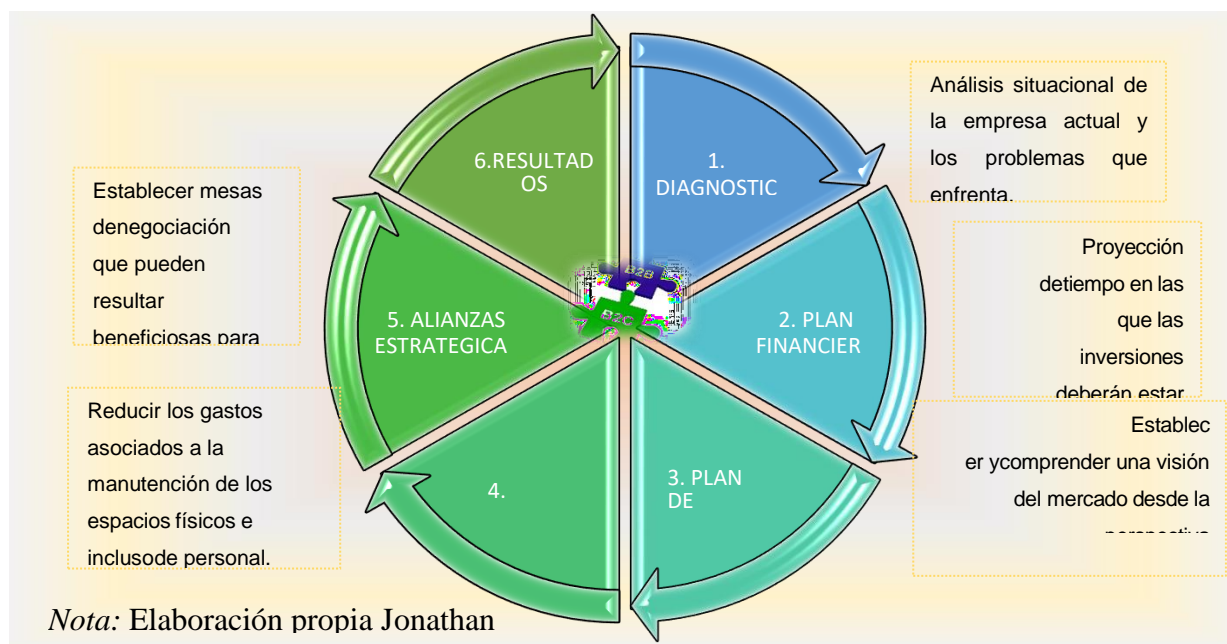 6.RESULTAD
OS
1.
DIAGNOSTIC
Análisis situacional de
la empresa actual y
los problemas que
enfrenta.
Establecer mesas
denegociación
que pueden
resultar
beneficiosas para
5. ALIANZAS
ESTRATEGICA
B2B
B2C
2. PLAN
FINANCIER
Proyección
detiempo en las
que las
inversiones
deberán estar
Reducir los gastos
asociados a la
manutención de los
espacios físicos e
inclusode personal.
4.
3. PLAN
DE
Establec
er ycomprender una visión
del mercado desde la
perspectiva
Nota: Elaboración propia Jonathan